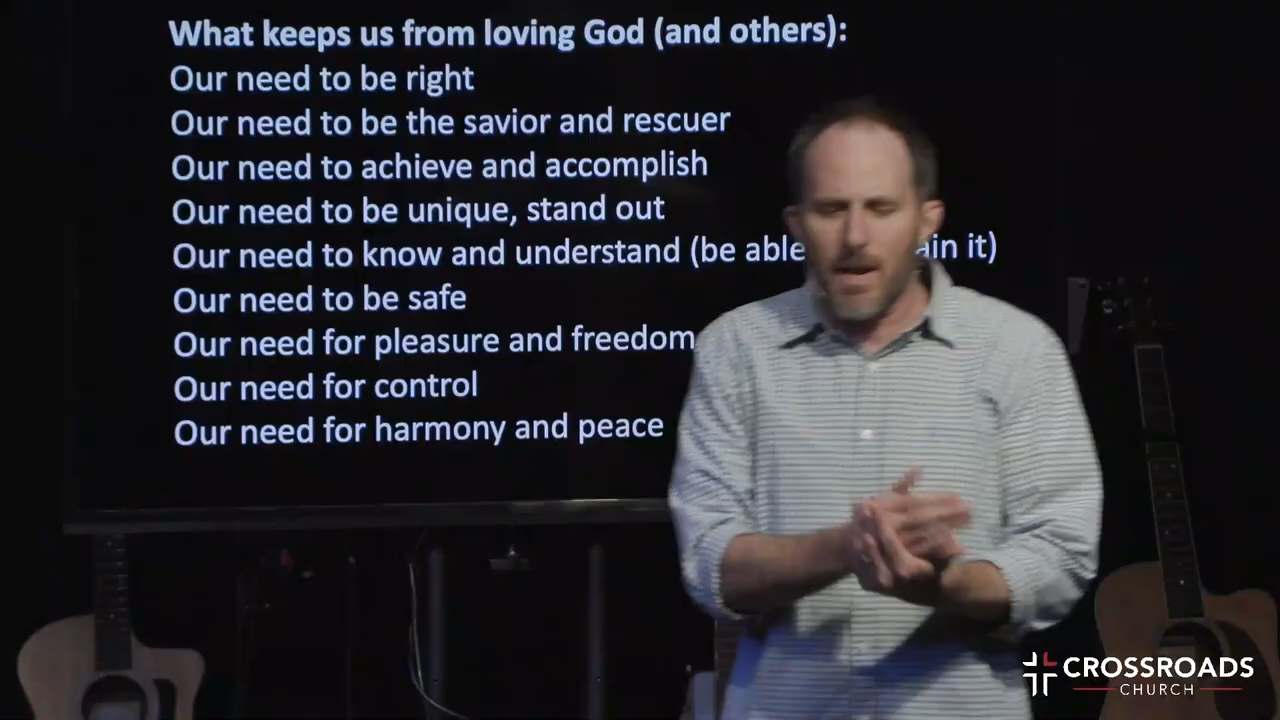 What keeps us from loving God (and others):
Our need to be right
Our need to be the savior and rescuer
Our need to achieve and accomplish
Our need to be unique, stand out
Our need to know and understand (be able ain it)
Our need to be safe
Our need for pleasure and freedom
Our need for control
Our need for harmony and peace
CROSSROADS
CHURCH